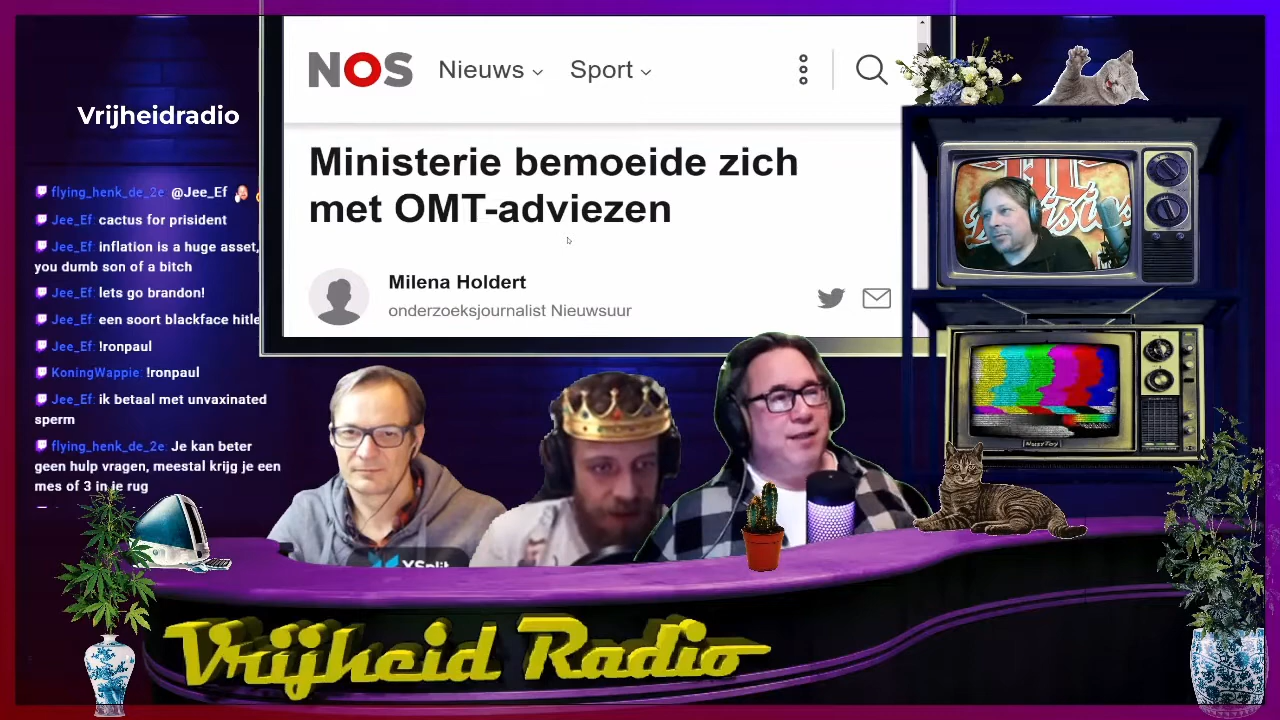 NOS Nieuws Sport
Ministerie bemoeide zich
met OMT-adviezen
Milena Holdert
onderzoeksjournalist Nieuwsuur
Vrijheidradio
flying_henk_de_2e: @Jee_Ef
Jee_Ef: cactus for prisident
Jee_Ef: inflation is a huge asset,
you dumb son of a bitch
Jee_Ef: lets go brandon!
Jee_Ef: een soort blackface hitle
Jee_Ef: !ronpaul
KoningWappie: !ronpaul
Jee_Ef: ik betaal met unvaxinated
sperm
flying_henk_de_2e: Je kan beter
geen hulp vragen, meestal krijg je een
mes of 3 in je rug
XSplit
Vrijheid Radio